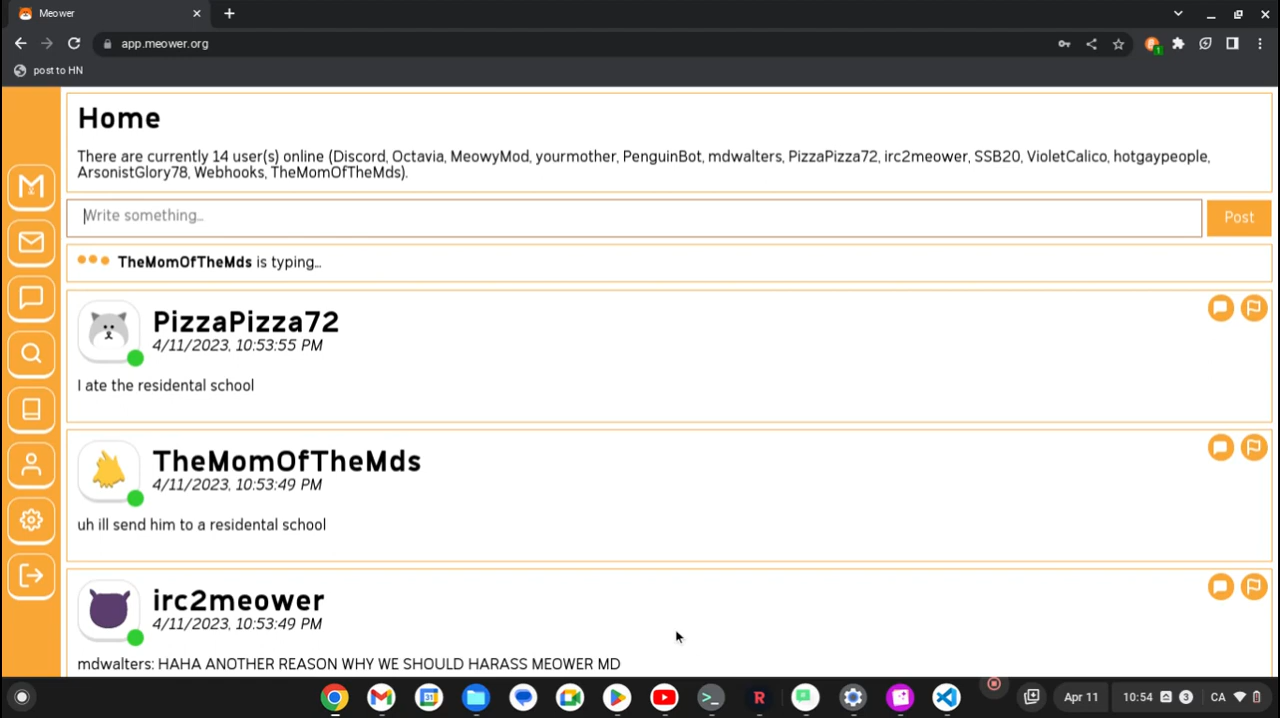 Meower
app.meower.org
post to HN
Home
There are currently 14 user(s) online (Discord, Octavia, MeowyMod, yourmother, PenguinBot, mdwalters, PizzaPizza72, irc2meower, SSB20, VioletCalico, hotgaypeople,
ArsonistGlory78, Webhooks, TheMomOfTheMds).
Write something...
Post
TheMomOfTheMds is typing...
PizzaPizza72
4/11/2023, 10:53:55 PM
I ate the residental school
TheMomOfTheMds
4/11/2023, 10:53:49 PM
uh ill send him to a residental school
irc2meower
4/11/2023, 10:53:49 PM
mdwalters: HAHA ANOTHER REASON WHY WE SHOULD HARASS MEOWER MD
Apr 11
10:54
3
CA